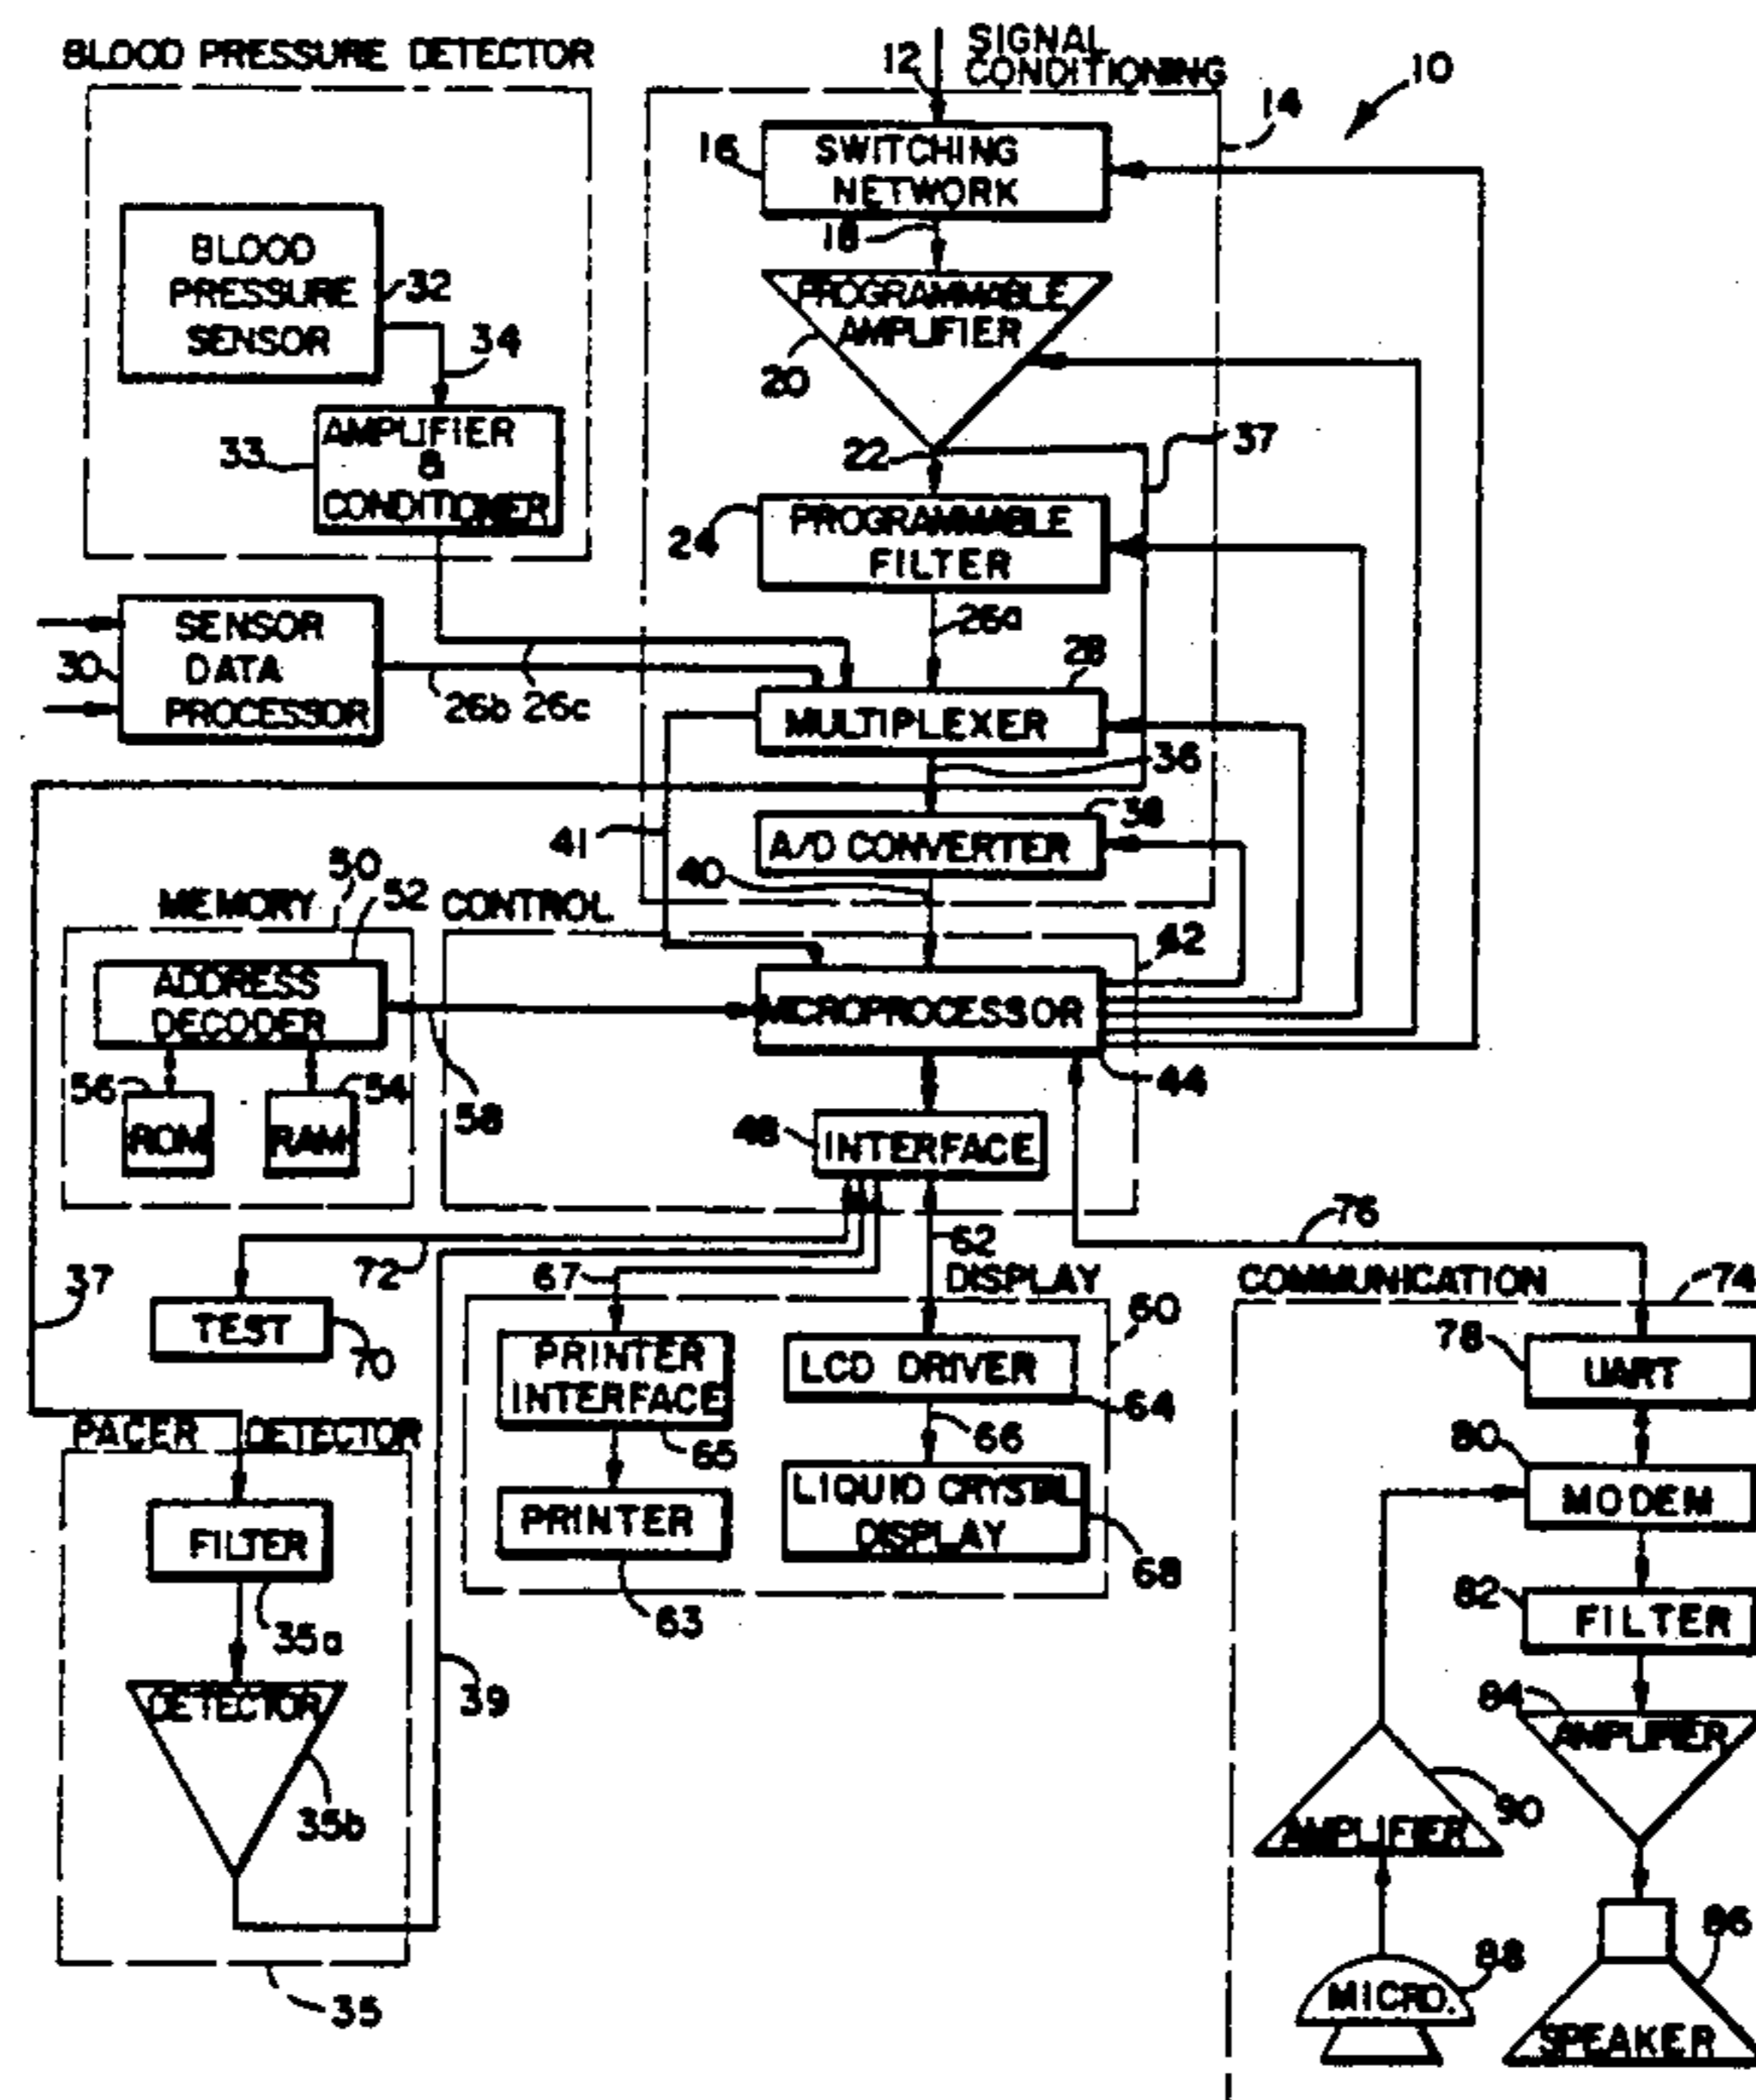 BLOOD PRESSURE DETECTOR
BLOOD
PRESSURE
SENSOR
32
34
33
AMPLIFIER
&
CONDITIONER
30
SENSOR
DATA
PROCESSOR
26b
26c
12
SIGNAL
CONDITIONING
10
14
16
SWITCHING
NETWORK
18
PROGRAMMABLE
AMPLIFIER
20
22
37
24
PROGRAMMABLE
FILTER
26a
28
MULTIPLEXER
36
38
A/D CONVERTER
41
40
MEMORY
50
52
ADDRESS
DECODER
56
54
ROM
RAM
58
CONTROL
42
MICROPROCESSOR
44
48
INTERFACE
37
72
TEST
70
67
62
DISPLAY
60
PRINTER
INTERFACE
65
PRINTER
63
LCD DRIVER
64
66
LIQUID CRYSTAL
DISPLAY
68
PACER DETECTOR
FILTER
35a
DETECTOR
35b
39
35
76
COMMUNICATION
74
78
UART
80
MODEM
82
FILTER
84
AMPLIFIER
90
AMPLIFIER
88
MICRO.
86
SPEAKER